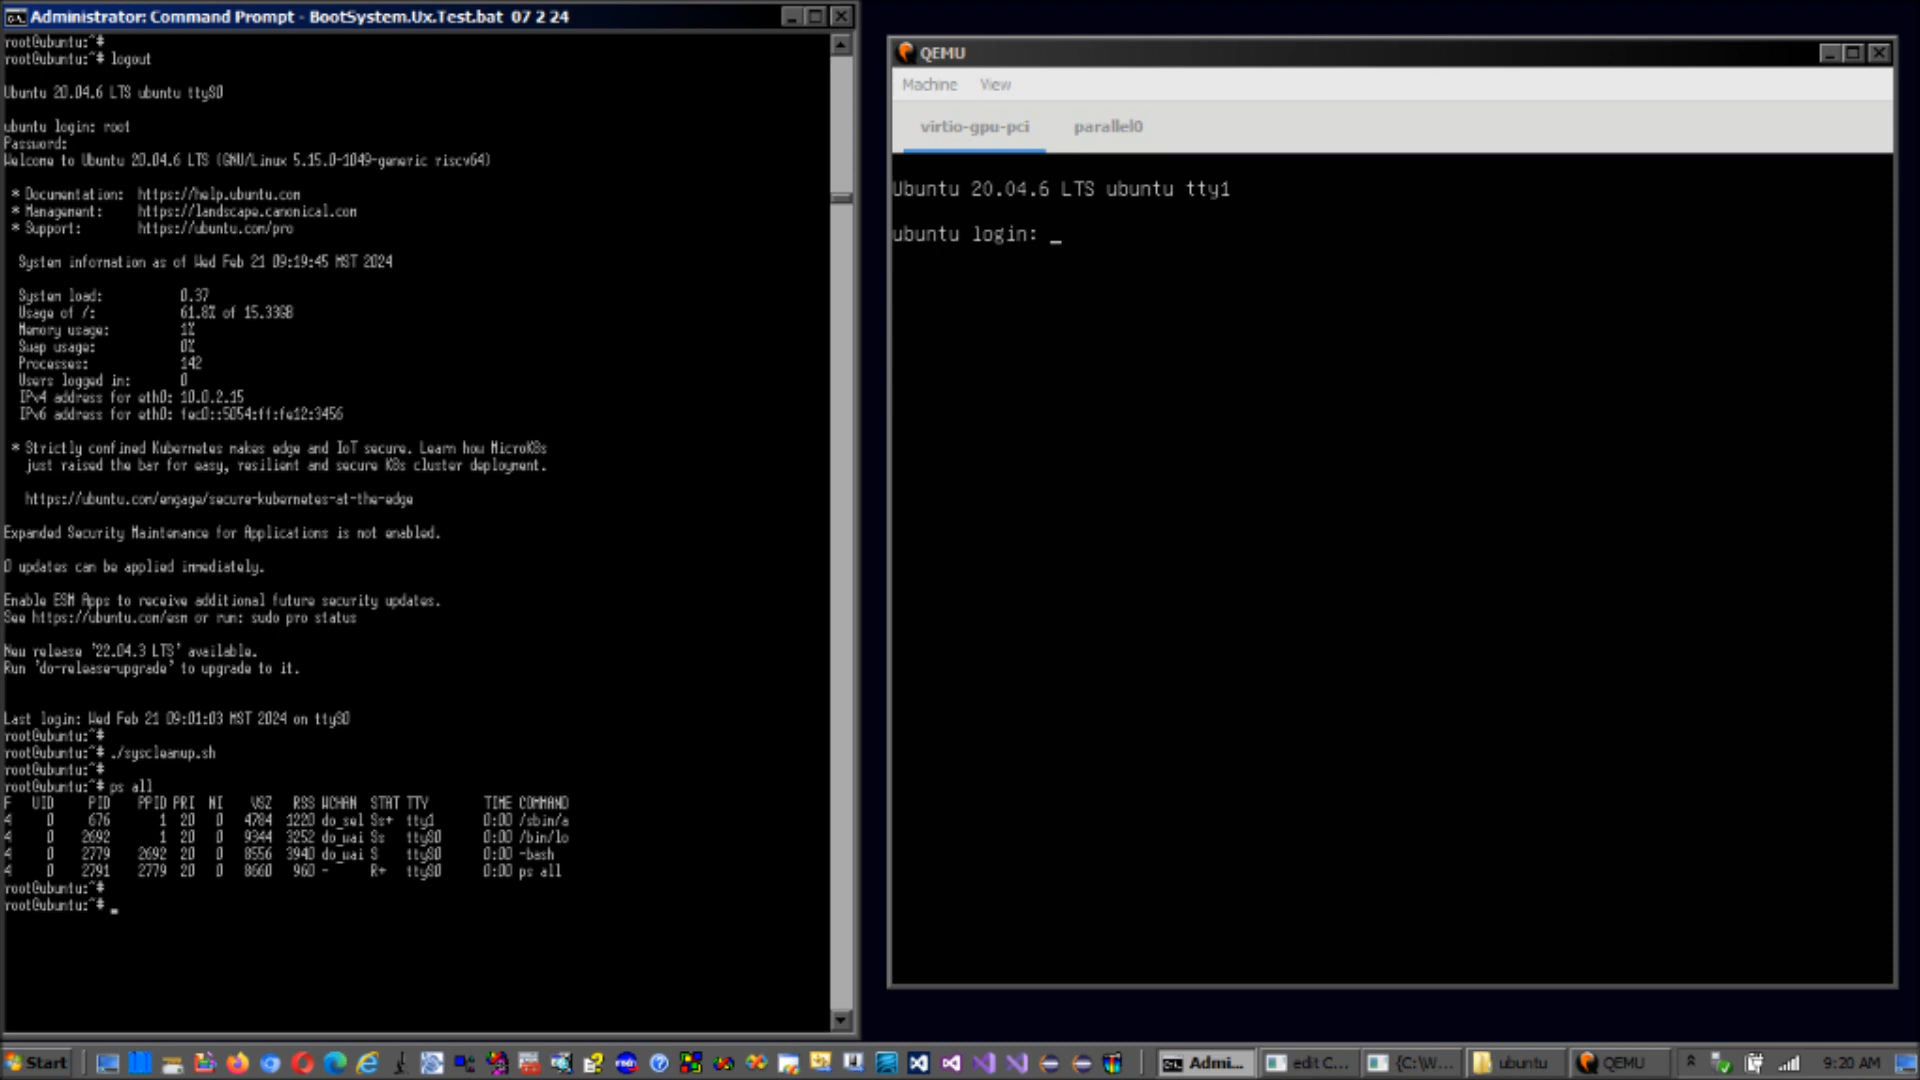 Administrator: Command Prompt - BootSystem.Ux.Test.bat 07 2 24
root@ubuntu:~#
root@ubuntu:~# logout
Ubuntu 20.04.6 LTS ubuntu ttyS0
ubuntu login: root
Password:
Welcome to Ubuntu 20.04.6 LTS (GNU/Linux 5.15.0-1049-generic riscv64)
* Documentation: https://help.ubuntu.com
* Management: https://landscape.canonical.com
* Support: https://ubuntu.com/pro
System information as of Wed Feb 21 09:19:45 MST 2024
System load: 0.37
Usage of /: 61.8% of 15.33GB
Memory usage: 1%
Swap usage: 0%
Processes: 142
Users logged in: 0
IPv4 address for eth0: 10.0.2.15
IPv6 address for eth0: fec0::5054:ff:fe12:3456
* Strictly confined Kubernetes makes edge and IoT secure. Learn how MicroK8s
just raised the bar for easy, resilient and secure K8s cluster deployment.
https://ubuntu.com/engage/secure-kubernetes-at-the-edge
Expanded Security Maintenance for Applications is not enabled.
0 updates can be applied immediately.
Enable ESM Apps to receive additional future security updates.
See https://ubuntu.com/esm or run: sudo pro status
New release '22.04.3 LTS' available.
Run 'do-release-upgrade' to upgrade to it.
Last login: Wed Feb 21 09:01:03 MST 2024 on ttyS0
root@ubuntu:~#
root@ubuntu:~# ./syscleanup.sh
root@ubuntu:~#
root@ubuntu:~# ps all
F UID PID PPID PRI NI VSZ RSS WCHAN STAT TTY TIME COMMAND
4 0 676 1 20 0 4784 1220 do_sel Ss+ tty1 0:00 /sbin/a
4 0 2692 1 20 0 9344 3252 do_wai Ss ttyS0 0:00 /bin/lo
4 0 2779 2692 20 0 8556 3940 do_wai S ttyS0 0:00 -bash
4 0 2791 2779 20 0 8660 960 - R+ ttyS0 0:00 ps all
root@ubuntu:~#
root@ubuntu:~# _
QEMU
Machine View
virtio-gpu-pci parallel0
Ubuntu 20.04.6 LTS ubuntu tty1
ubuntu login: _
Start
Admi...
edit C...
{C:\W...
ubuntu
QEMU
9:20 AM